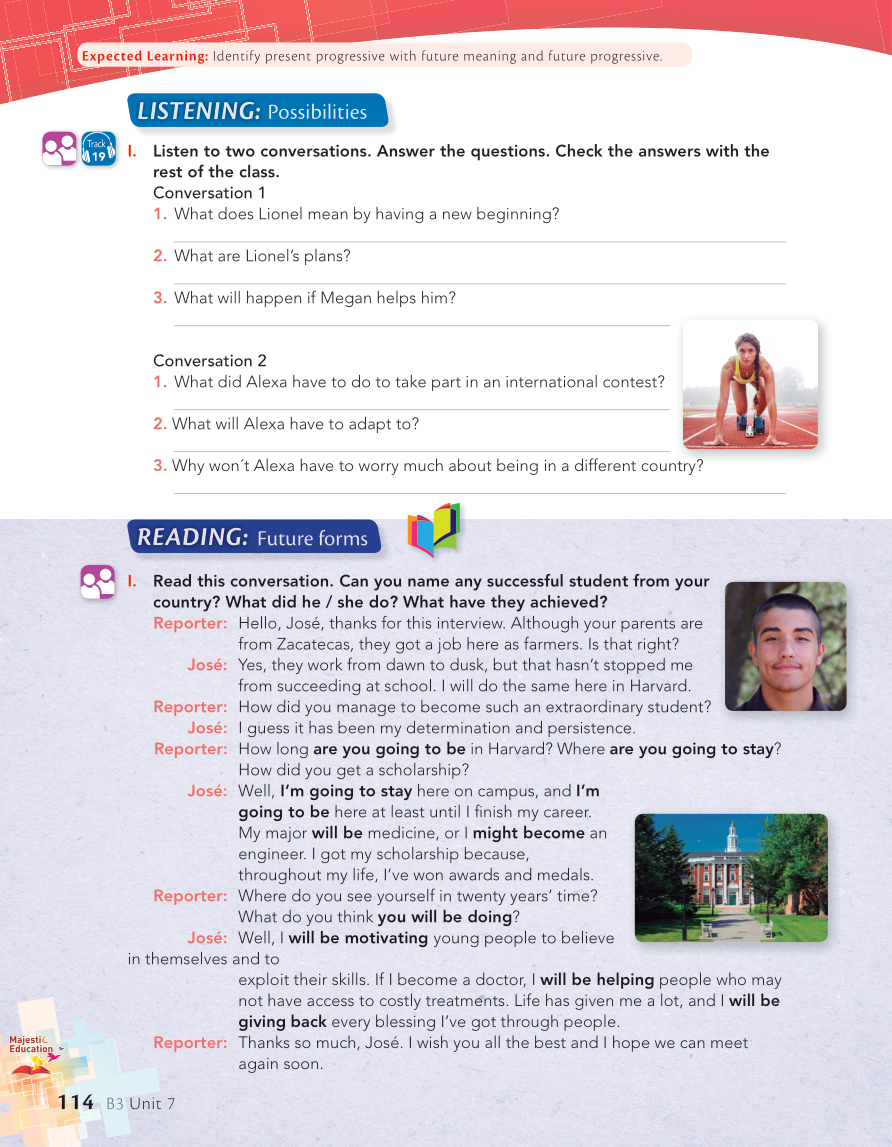 Expected Learning: Identify present progressive with future meaning and future progressive.
LISTENING: Possibilities
Track
19
I. Listen to two conversations. Answer the questions. Check the answers with the
rest of the class.
Conversation 1
1. What does Lionel mean by having a new beginning?
2. What are Lionel's plans?
3. What will happen if Megan helps him?
Conversation 2
1. What did Alexa have to do to take part in an international contest?
2. What will Alexa have to adapt to?
3. Why won´t Alexa have to worry much about being in a different country?
READING: Future forms
I. Read this conversation. Can you name any successful student from your
country? What did he / she do? What have they achieved?
Reporter: Hello, José, thanks for this interview. Although your parents are
from Zacatecas, they got a job here as farmers. Is that right?
José: Yes, they work from dawn to dusk, but that hasn't stopped me
from succeeding at school. I will do the same here in Harvard.
Reporter: How did you manage to become such an extraordinary student?
José: I guess it has been my determination and persistence.
Reporter: How long are you going to be in Harvard? Where are you going to stay?
How did you get a scholarship?
José: Well, I'm going to stay here on campus, and I'm
going to be here at least until I finish my career.
My major will be medicine, or I might become an
engineer. I got my scholarship because,
throughout my life, I've won awards and medals.
Reporter: Where do you see yourself in twenty years' time?
What do you think you will be doing?
José: Well, I will be motivating young people to believe
in themselves and to
exploit their skills. If I become a doctor, I will be helping people who may
not have access to costly treatments. Life has given me a lot, and I will be
giving back every blessing I've got through people.
Reporter: Thanks so much, José. I wish you all the best and I hope we can meet
again soon.
Majestic
Education
114 B3 Unit 7